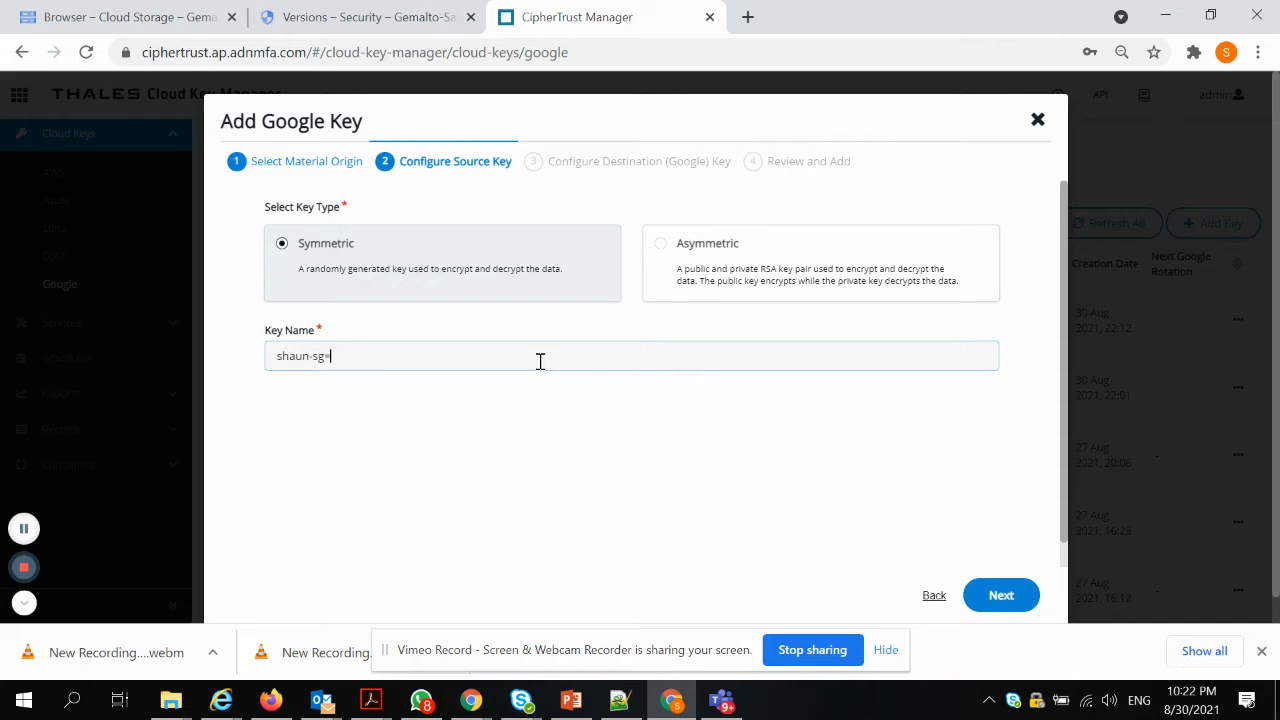 Browser – Cloud Storage – Gema
Versions – Security – Gemalto-Sa
CipherTrust Manager
ciphertrust.ap.adnmfa.com/#/cloud-key-manager/cloud-keys/google
S
THALES Cloud Key Manager
API
admin
Cloud Keys
AWS
Azure
Luna
DSM
Google
Services
Schedules
Reports
Records
Containers
Refresh All
+ Add Key
Creation Date
Next Google
Rotation
30 Aug
2021, 22:12
30 Aug
2021, 22:01
27 Aug
2021, 20:06
-
27 Aug
2021, 16:25
27 Aug
2021, 16:12
-
Add Google Key
1 Select Material Origin
2 Configure Source Key
3 Configure Destination (Google) Key
4 Review and Add
Select Key Type *
Symmetric
A randomly generated key used to encrypt and decrypt the data.
Asymmetric
A public and private RSA key pair used to encrypt and decrypt the
data. The public key encrypts while the private key decrypts the data.
Key Name *
shaun-sg=
Back
Next
New Recording....webm
New Recording.
Vimeo Record - Screen & Webcam Recorder is sharing your screen.
Stop sharing
Hide
Show all
8
9+
ENG
10:22 PM
8/30/2021